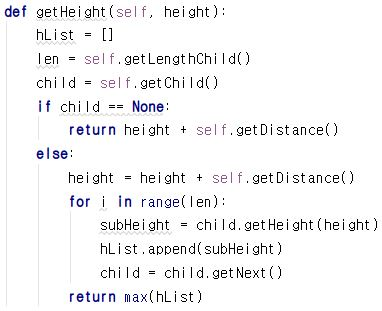 def getHeight(self, height):
    hList = []
    len = self.getLengthChild()
    child = self.getChild()
    if child == None:
        return height + self.getDistance()
    else:
        height = height + self.getDistance()
        for i in range(len):
            subHeight = child.getHeight(height)
            hList.append(subHeight)
            child = child.getNext()
        return max(hList)